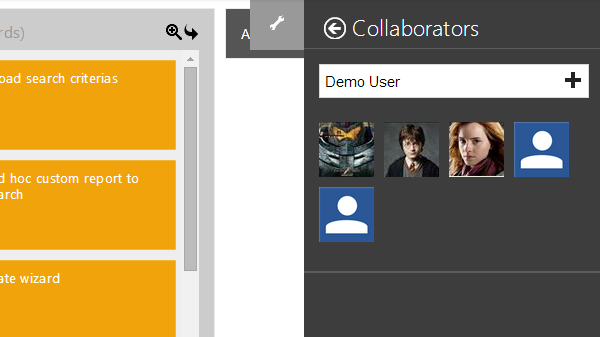 rds)
oad search criterias
d hoc custom report to
arch
ate wizard
A
Collaborators
Demo User